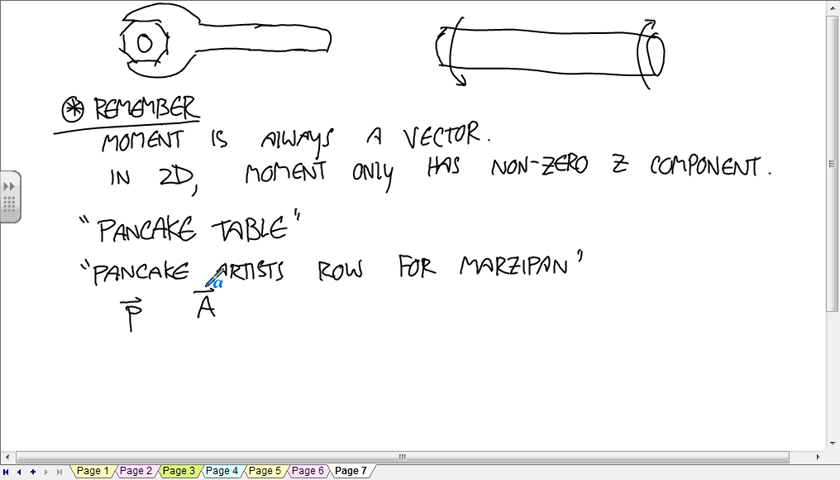 REMEMBER
MOMENT IS ALWAYS A VECTOR.
IN 2D, MOMENT ONLY HAS NON-ZERO Z COMPONENT.
"PANCAKE TABLE"
"PANCAKE ARTISTS ROW FOR MARZIPAN"
P A
Page 1 Page 2 Page 3 Page 4 Page 5 Page 6 Page 7